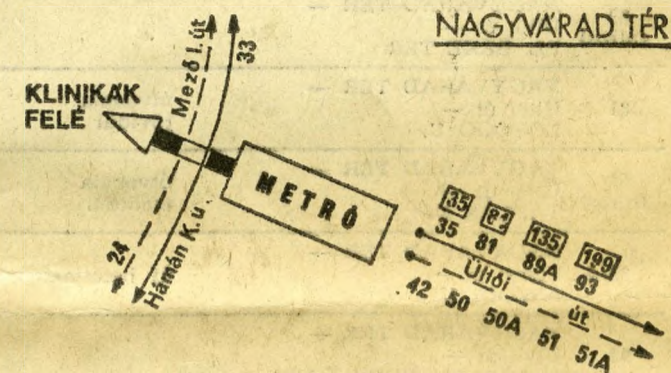 NAGYVÁRAD TÉR
KLINIKÁK
FELÉ
Mező I. út
33
METRÓ
24
Hámán K.u.
35 81 135 199
35 81 89A 93
Üllői út
42 50 50A 51 51A